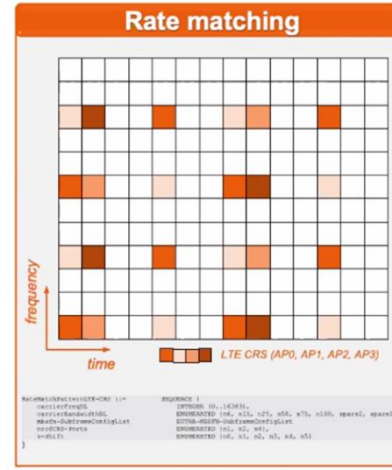 Rate matching
frequency
time
LTE CRS (AP0, AP1, AP2, AP3)
RateMatchPatternLTE-CRS ::= SEQUENCE {
carrierFreqDL INTEGER (0..16383),
carrierBandwidthDL ENUMERATED {n6, n15, n25, n50, n75, n100, spare2, spare1
mbsfn-SubframeConfigList EUTRA-MBSFN-SubframeConfigList
nrofCRS-Ports ENUMERATED {n1, n2, n4},
v-Shift ENUMERATED {n0, n1, n2, n3, n4, n5}
}